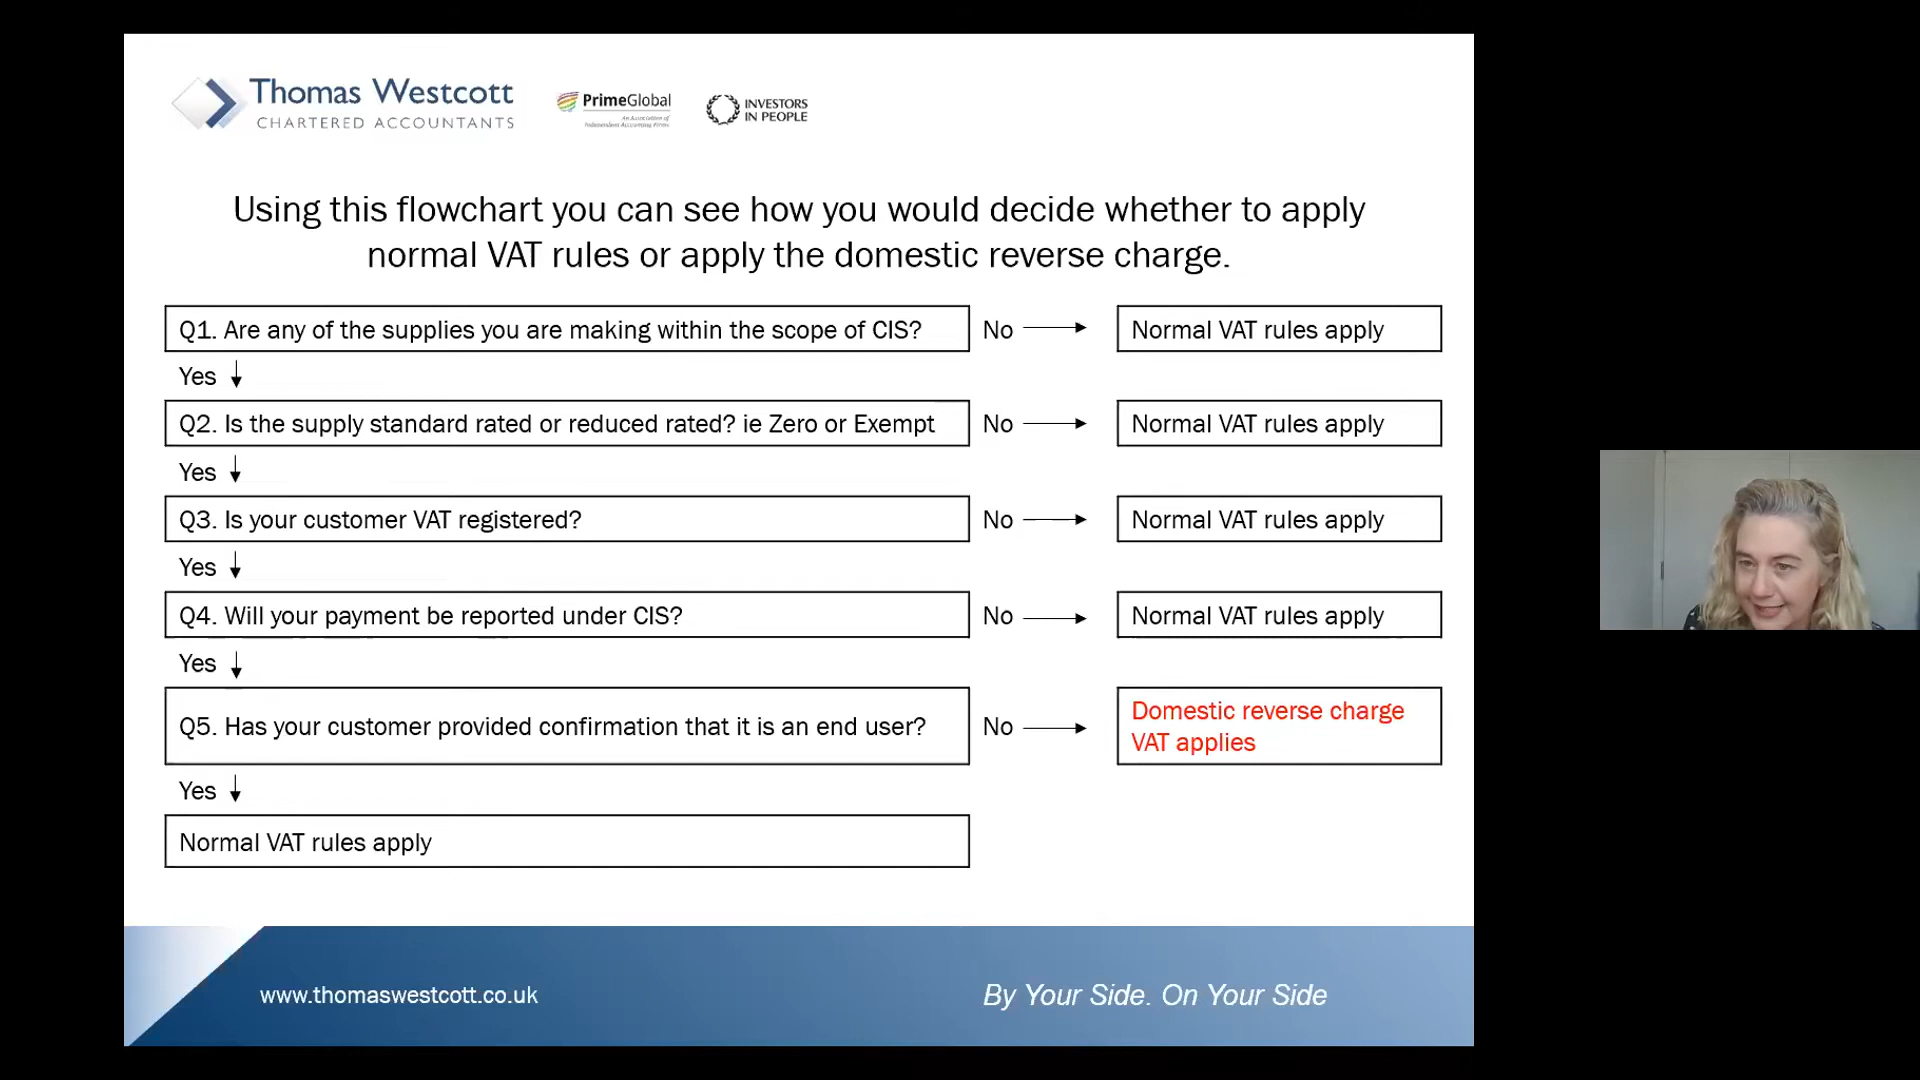 Thomas Westcott
CHARTERED ACCOUNTANTS
PrimeGlobal
An Association of
Independent Accounting Firms
INVESTORS
IN PEOPLE
Using this flowchart you can see how you would decide whether to apply
normal VAT rules or apply the domestic reverse charge.
Q1. Are any of the supplies you are making within the scope of CIS?
No
Normal VAT rules apply
Yes
Q2. Is the supply standard rated or reduced rated? ie Zero or Exempt
No
Normal VAT rules apply
Yes
Q3. Is your customer VAT registered?
No
Normal VAT rules apply
Yes
Q4. Will your payment be reported under CIS?
No
Normal VAT rules apply
Yes
Q5. Has your customer provided confirmation that it is an end user?
No
Domestic reverse charge
VAT applies
Yes
Normal VAT rules apply
www.thomaswestcott.co.uk
By Your Side. On Your Side